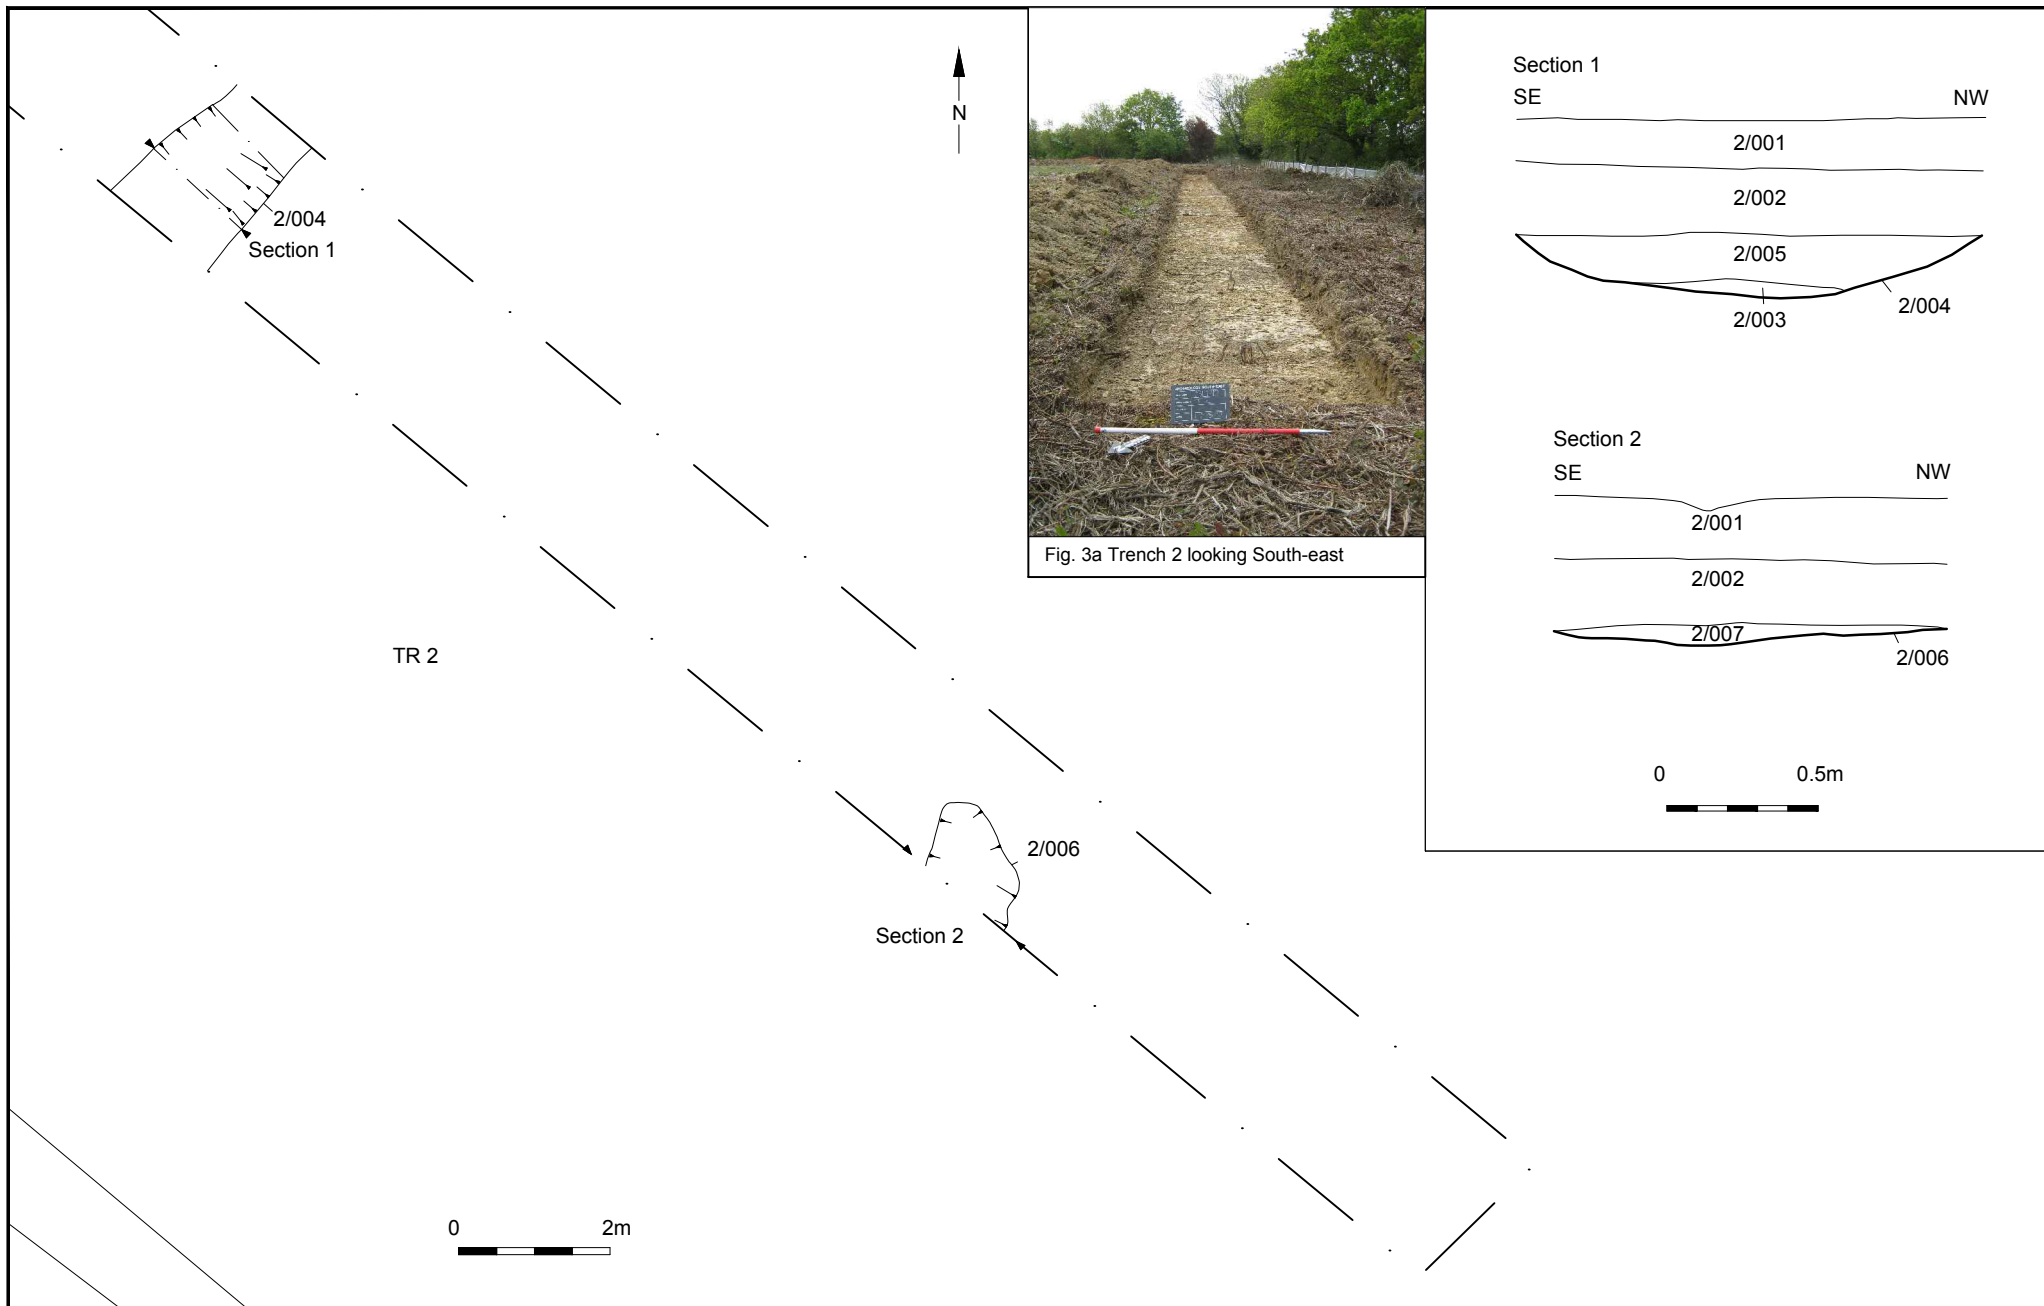 N
2/004
Section 1
TR 2
2/006
Section 2
0 2m
Fig. 3a Trench 2 looking South-east
Section 1
SE NW
2/001
2/002
2/005
2/003
2/004
Section 2
SE NW
2/001
2/002
2/007
2/006
0 0.5m